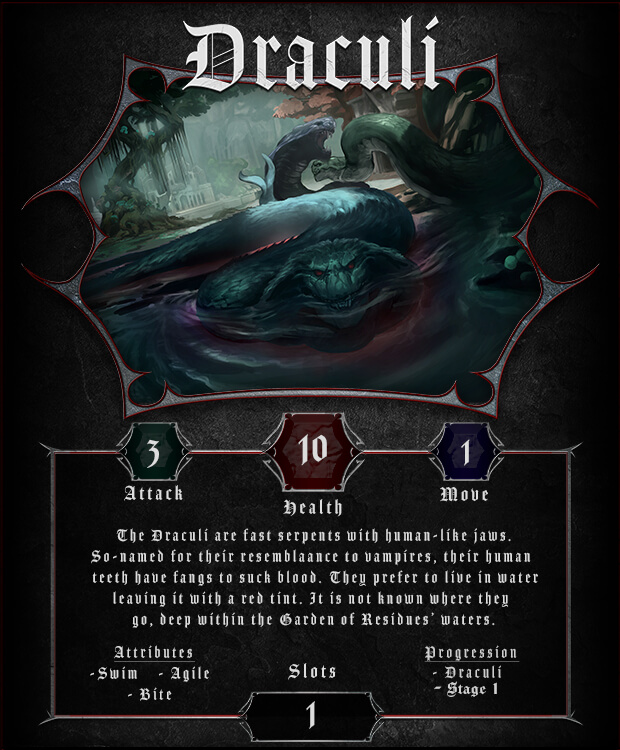 Draculi
3
10
1
Attack
Health
Move
The Draculi are fast serpents with human-like jaws.
So-named for their resemblaance to vampires, their human
teeth have fangs to suck blood. They prefer to live in water
leaving it with a red tint. It is not known where they
go, deep within the Garden of Residues' waters.
Attributes
-Swim - Agile
- Bite
Slots
1
Progression
- Draculi
- Stage 1